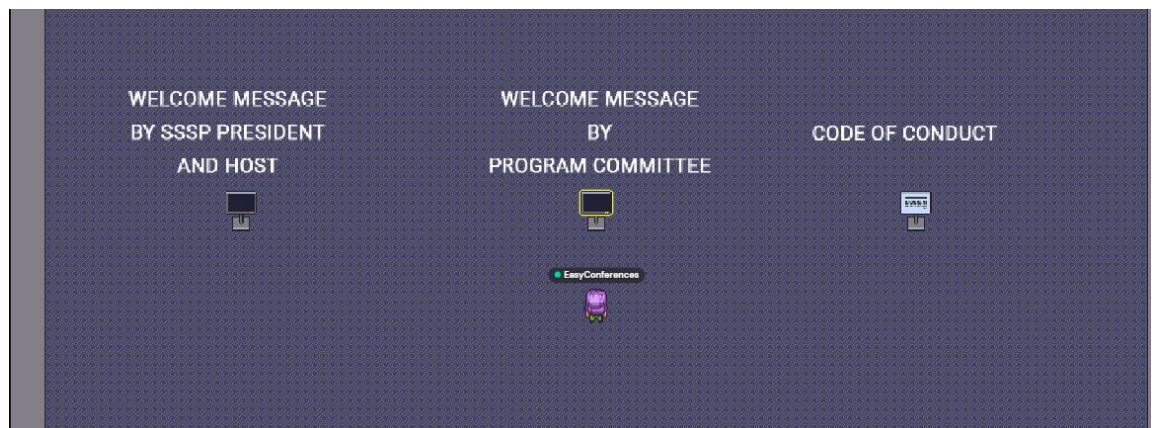 WELCOME MESSAGE
BY SSSP PRESIDENT
AND HOST
WELCOME MESSAGE
BY
PROGRAM COMMITTEE
CODE OF CONDUCT
EasyConferences